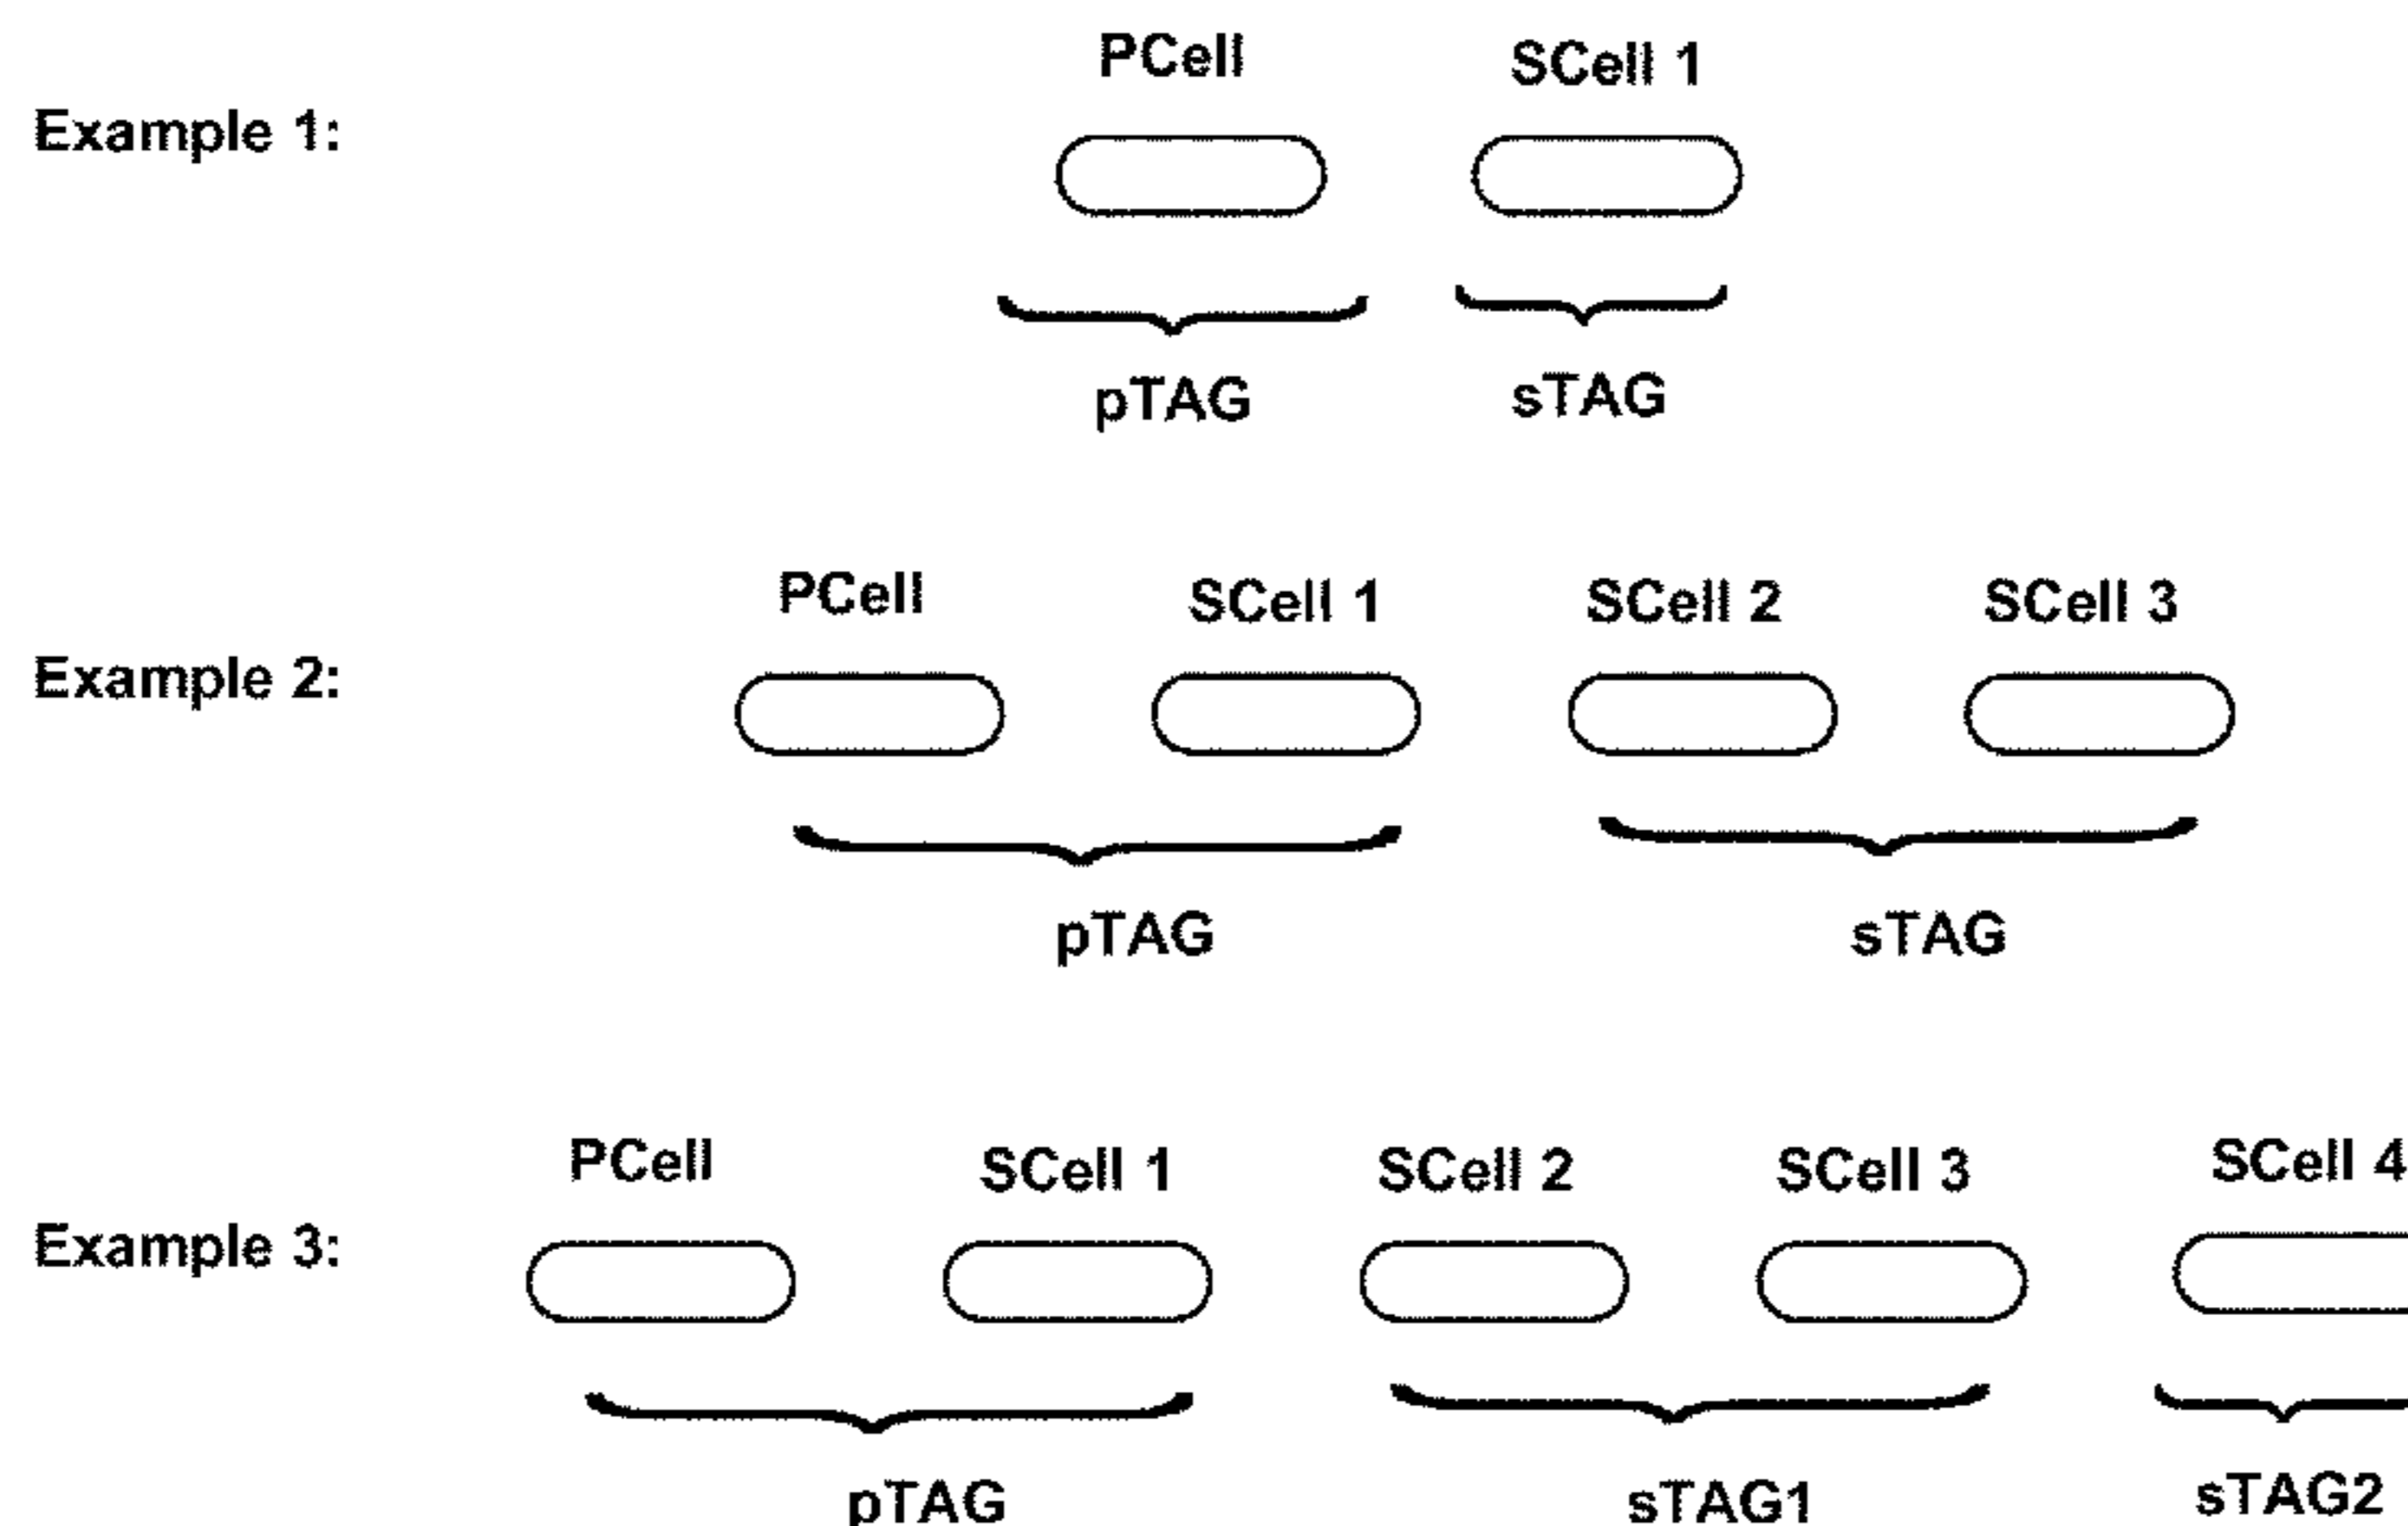 PCell SCell 1
Example 1:
pTAG sTAG
PCell SCell 1 SCell 2 SCell 3
Example 2:
pTAG sTAG
PCell SCell 1 SCell 2 SCell 3 SCell 4
Example 3:
pTAG sTAG1 sTAG2